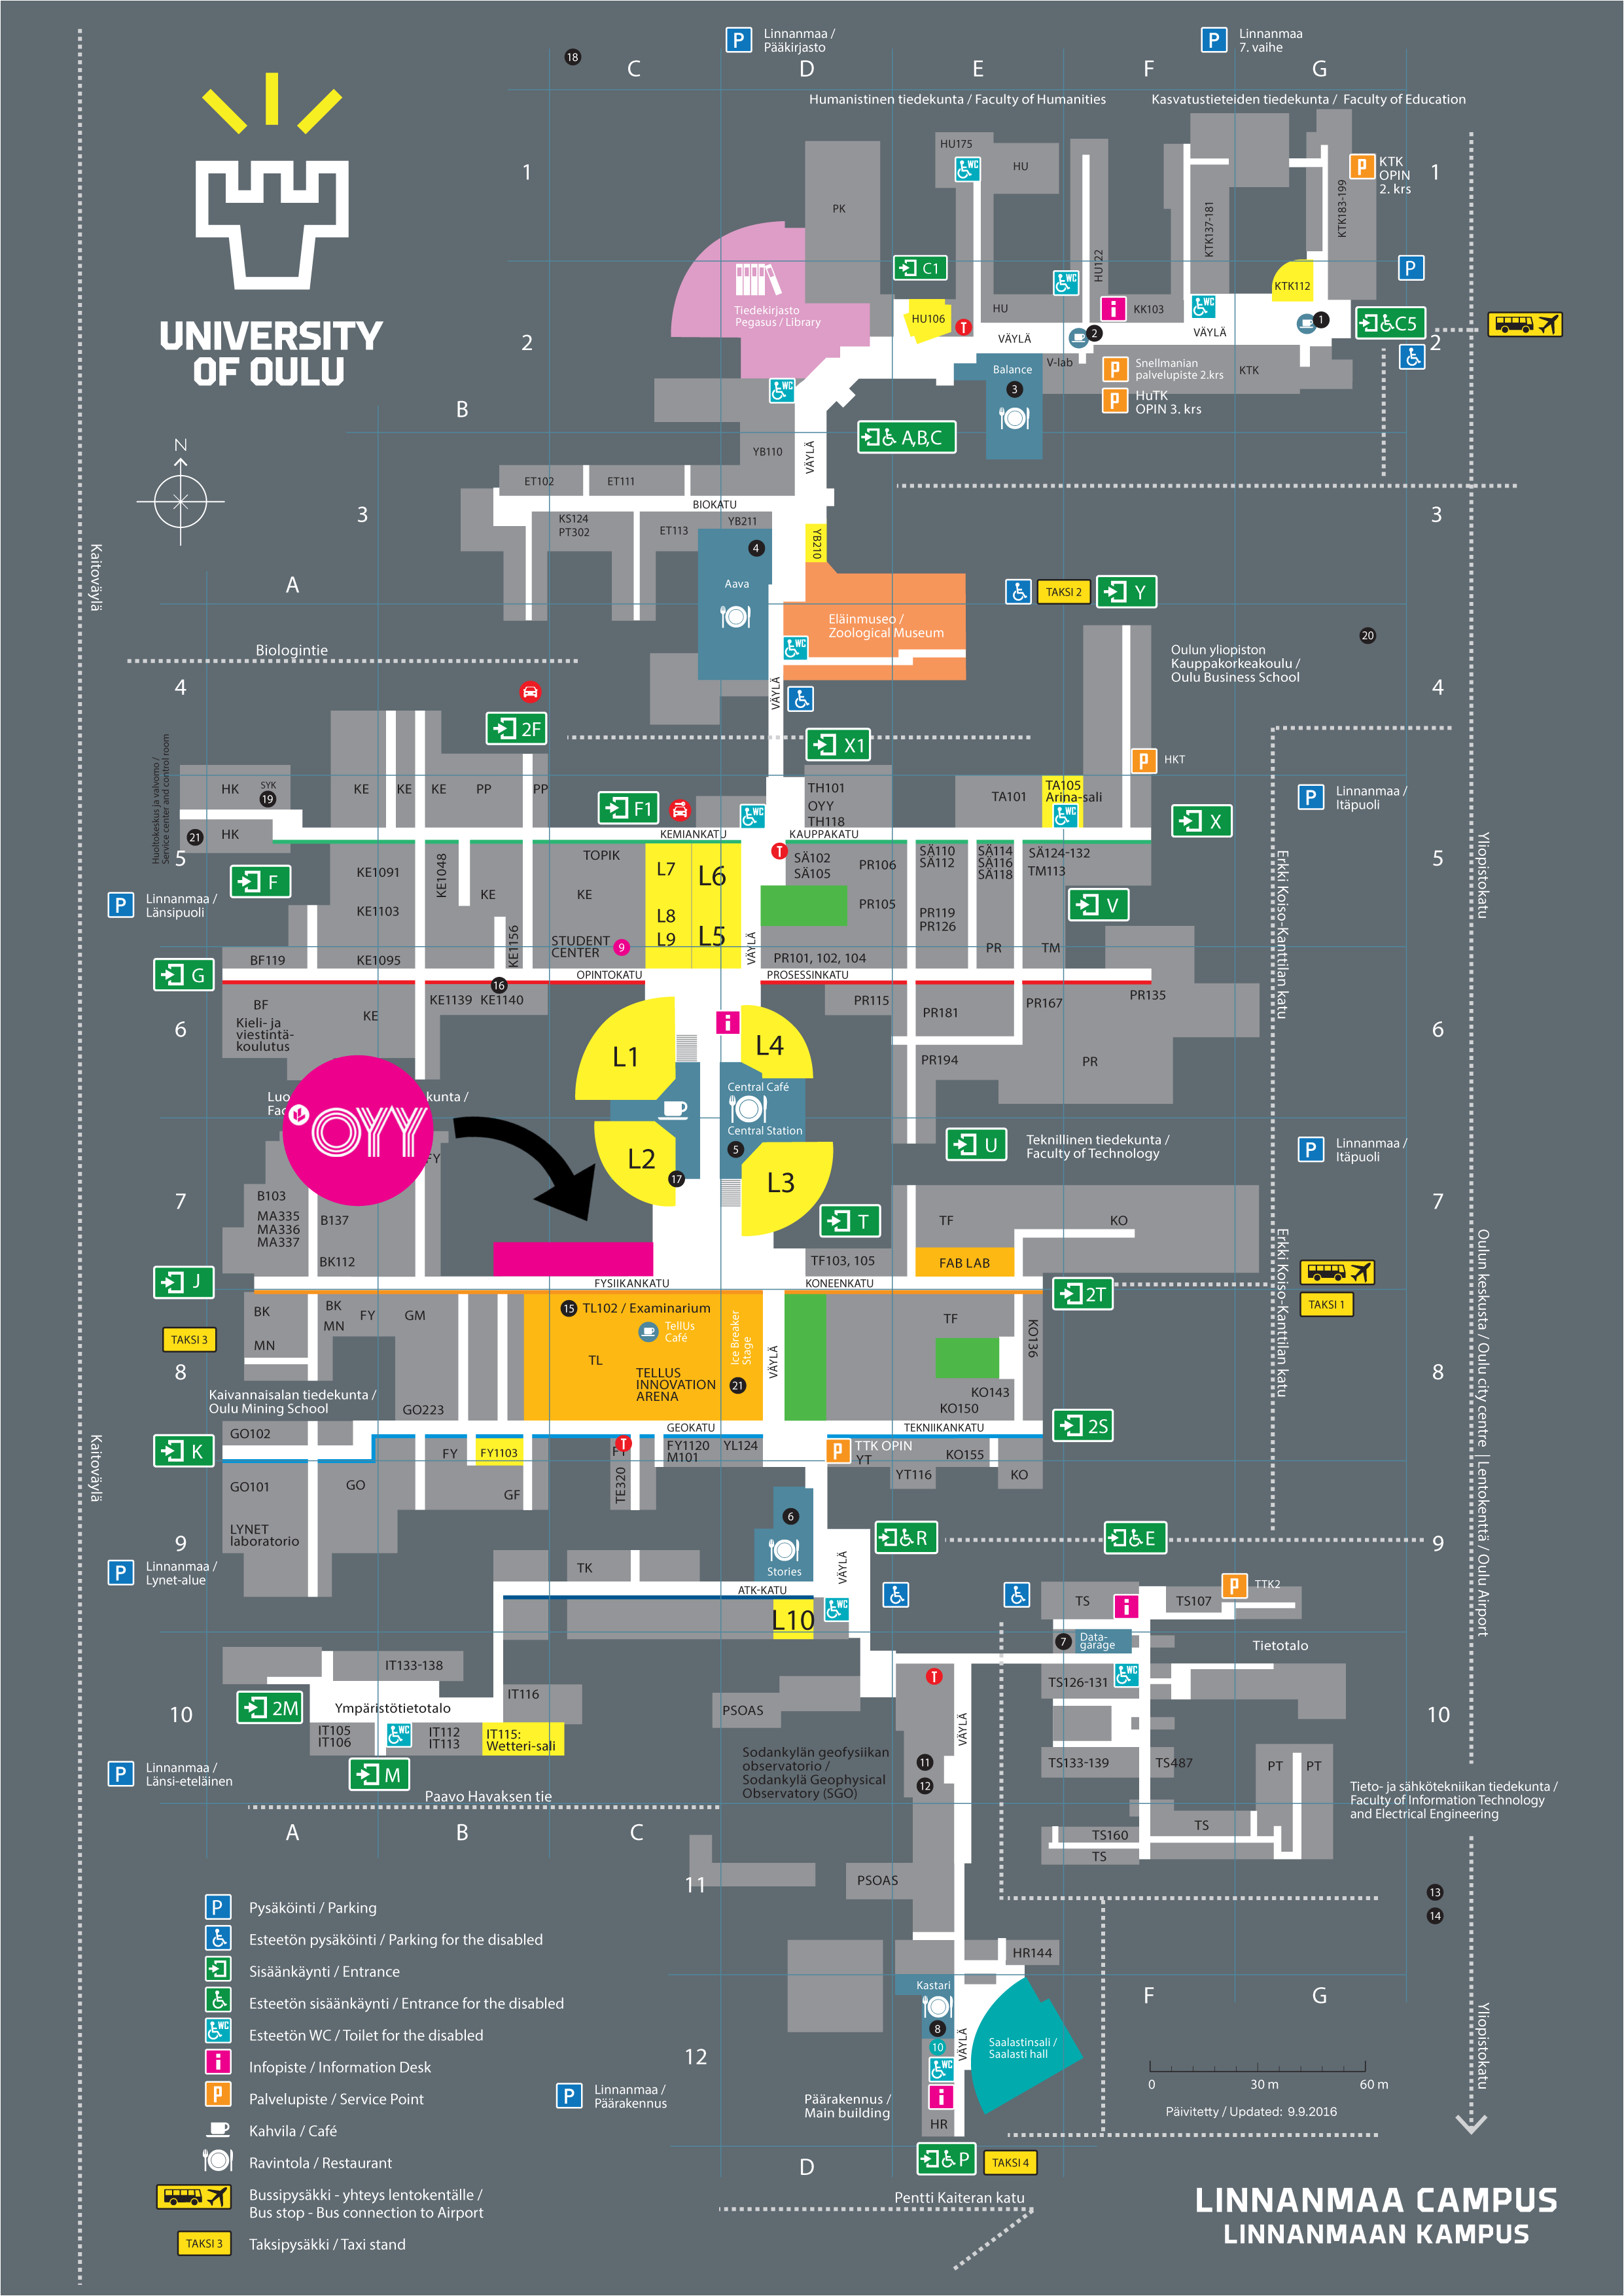 Linnanmaa /
Pääkirjasto
Linnanmaa
7. vaihe
18
C
D
E
F
G
Humanistinen tiedekunta / Faculty of Humanities
Kasvatustieteiden tiedekunta / Faculty of Education
UNIVERSITY
OF OULU
1
HU175
HU
PK
HU122
KTK137-181
KTK183-199
KTK
OPIN
2. krs
1
C1
Tiedekirjasto
Pegasus / Library
HU106
T
HU
KK103
KTK112
1
C5
2
VÄYLÄ
2
VÄYLÄ
2
V-lab
Balance
3
Snellmanian
palvelupiste 2.krs
HuTK
OPIN 3. krs
KTK
B
A,B,C
YB110
VÄYLÄ
N
ET102
ET111
BIOKATU
3
KS124
PT302
ET113
YB211
YB210
3
4
Aava
Kaitoväylä
A
TAKSI 2
Y
Eläinmuseo /
Zoological Museum
20
Biologintie
Oulun yliopiston
Kauppakorkeakoulu /
Oulu Business School
4
VÄYLÄ
4
2F
X1
HKT
Huoltokeskus ja valvomo /
Service center and control room
HK
SYK
19
KE
KE
KE
PP
PP
F1
TH101
OYY
TH118
TA101
TA105
Arina-sali
Linnanmaa /
Itäpuoli
X
21
HK
KEMIANKATU
KAUPPAKATU
5
TOPIK
L7
L6
T
SÄ102
SÄ105
PR106
SÄ110
SÄ112
SÄ114
SÄ116
SÄ118
SÄ124-132
TM113
5
F
KE1091
KE1048
KE
KE
Linnanmaa /
Länsipuoli
KE1103
L8
L9
L5
PR105
PR119
PR126
V
Erkki Koiso-Kanttilan katu
Yliopistokatu
STUDENT
CENTER
9
VÄYLÄ
PR
TM
BF119
KE1095
KE1156
PR101, 102, 104
G
OPINTOKATU
PROSESSINKATU
16
BF
KE1139
KE1140
PR115
PR181
PR167
PR135
Kieli- ja
viestintä-
koulutus
KE
6
L1
L4
PR194
PR
6
Luo
kunta /
Fac
OYY
Central Café
Central Station
5
FY
L2
17
L3
U
Teknillinen tiedekunta /
Faculty of Technology
Linnanmaa /
Itäpuoli
7
B103
MA335
MA336
MA337
B137
T
TF
KO
7
BK112
TF103, 105
FAB LAB
J
FYSIIKANKATU
KONEENKATU
2T
TAKSI 1
Erkki Koiso-Kanttilan katu
Oulun keskusta / Oulu city centre | Lentokenttä / Oulu Airport
BK
BK
MN
FY
GM
15
TL102 / Examinarium
TellUs
Café
Ice Breaker
Stage
TF
KO136
TAKSI 3
MN
TL
TELLUS
INNOVATION
ARENA
21
VÄYLÄ
8
KO143
KO150
8
Kaivannaisalan tiedekunta /
Oulu Mining School
GO223
GEOKATU
TEKNIIKANKATU
2S
GO102
K
FY
FY1103
FY
T
FY1120
M101
YL124
TTK OPIN
YT
KO155
YT116
KO
GO101
GO
GF
TE320
Kaitoväylä
LYNET
laboratorio
6
Stories
R
E
9
VÄYLÄ
9
Linnanmaa /
Lynet-alue
TK
ATK-KATU
L10
TS
TS107
TTK2
7
Data-
garage
Tietotalo
IT133-138
T
TS126-131
2M
Ympäristötietotalo
IT116
PSOAS
10
IT105
IT106
IT112
IT113
IT115:
Wetteri-sali
VÄYLÄ
10
Sodankylän geofysiikan
observatorio /
Sodankylä Geophysical
Observatory (SGO)
11
12
TS133-139
TS487
PT
PT
Linnanmaa /
Länsi-eteläinen
M
Paavo Havaksen tie
Tieto- ja sähkötekniikan tiedekunta /
Faculty of Information Technology
and Electrical Engineering
A
B
C
TS160
TS
TS
11
PSOAS
13
14
P Pysäköinti / Parking
Esteetön pysäköinti / Parking for the disabled
Sisäänkäynti / Entrance
Esteetön sisäänkäynti / Entrance for the disabled
WC Esteetön WC / Toilet for the disabled
i Infopiste / Information Desk
P Palvelupiste / Service Point
Kahvila / Café
Ravintola / Restaurant
Bussipysäkki - yhteys lentokentälle /
Bus stop - Bus connection to Airport
TAKSI 3 Taksipysäkki / Taxi stand
HR144
Kastari
8
10
VÄYLÄ
Saalastinsali /
Saalasti hall
F
G
12
Linnanmaa /
Päärakennus
Päärakennus /
Main building
HR
P
TAKSI 4
D
Pentti Kaiteran katu
0 30 m 60 m
Päivitetty / Updated: 9.9.2016
Yliopistokatu
LINNANMAA CAMPUS
LINNANMAAN KAMPUS